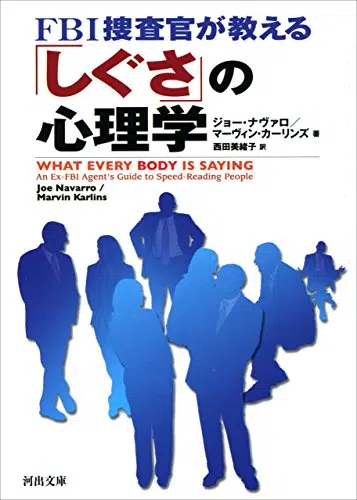 FBI捜査官が教える
「しぐさ」の
心理学
ジョー・ナヴァロ/
マーヴィン・カーリンズ 著
西田美緒子 訳
WHAT EVERY BODY IS SAYING
An Ex-FBI Agent's Guide to Speed-Reading People
Joe Navarro /
Marvin Karlins
河出文庫